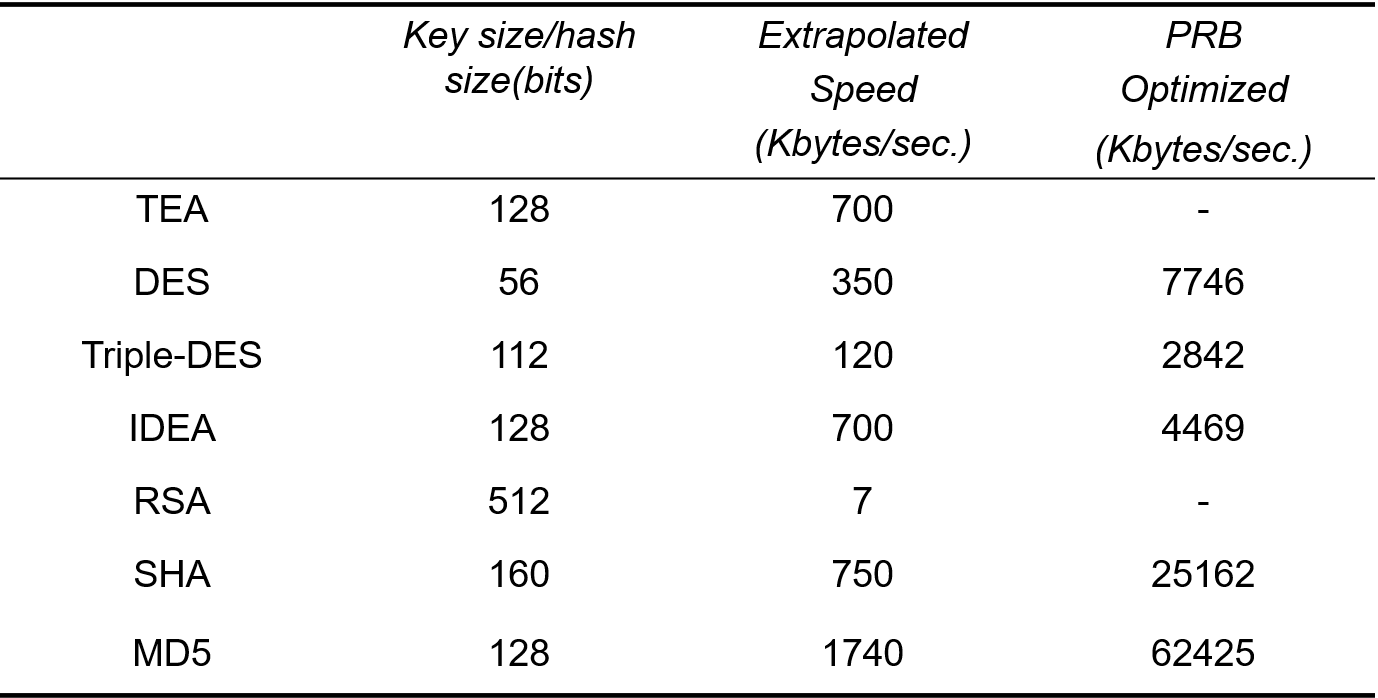 Key size/hash size(bits) Extrapolated Speed (Kbytes/sec.) PRB Optimized (Kbytes/sec.)
TEA 128 700 -
DES 56 350 7746
Triple-DES 112 120 2842
IDEA 128 700 4469
RSA 512 7 -
SHA 160 750 25162
MD5 128 1740 62425